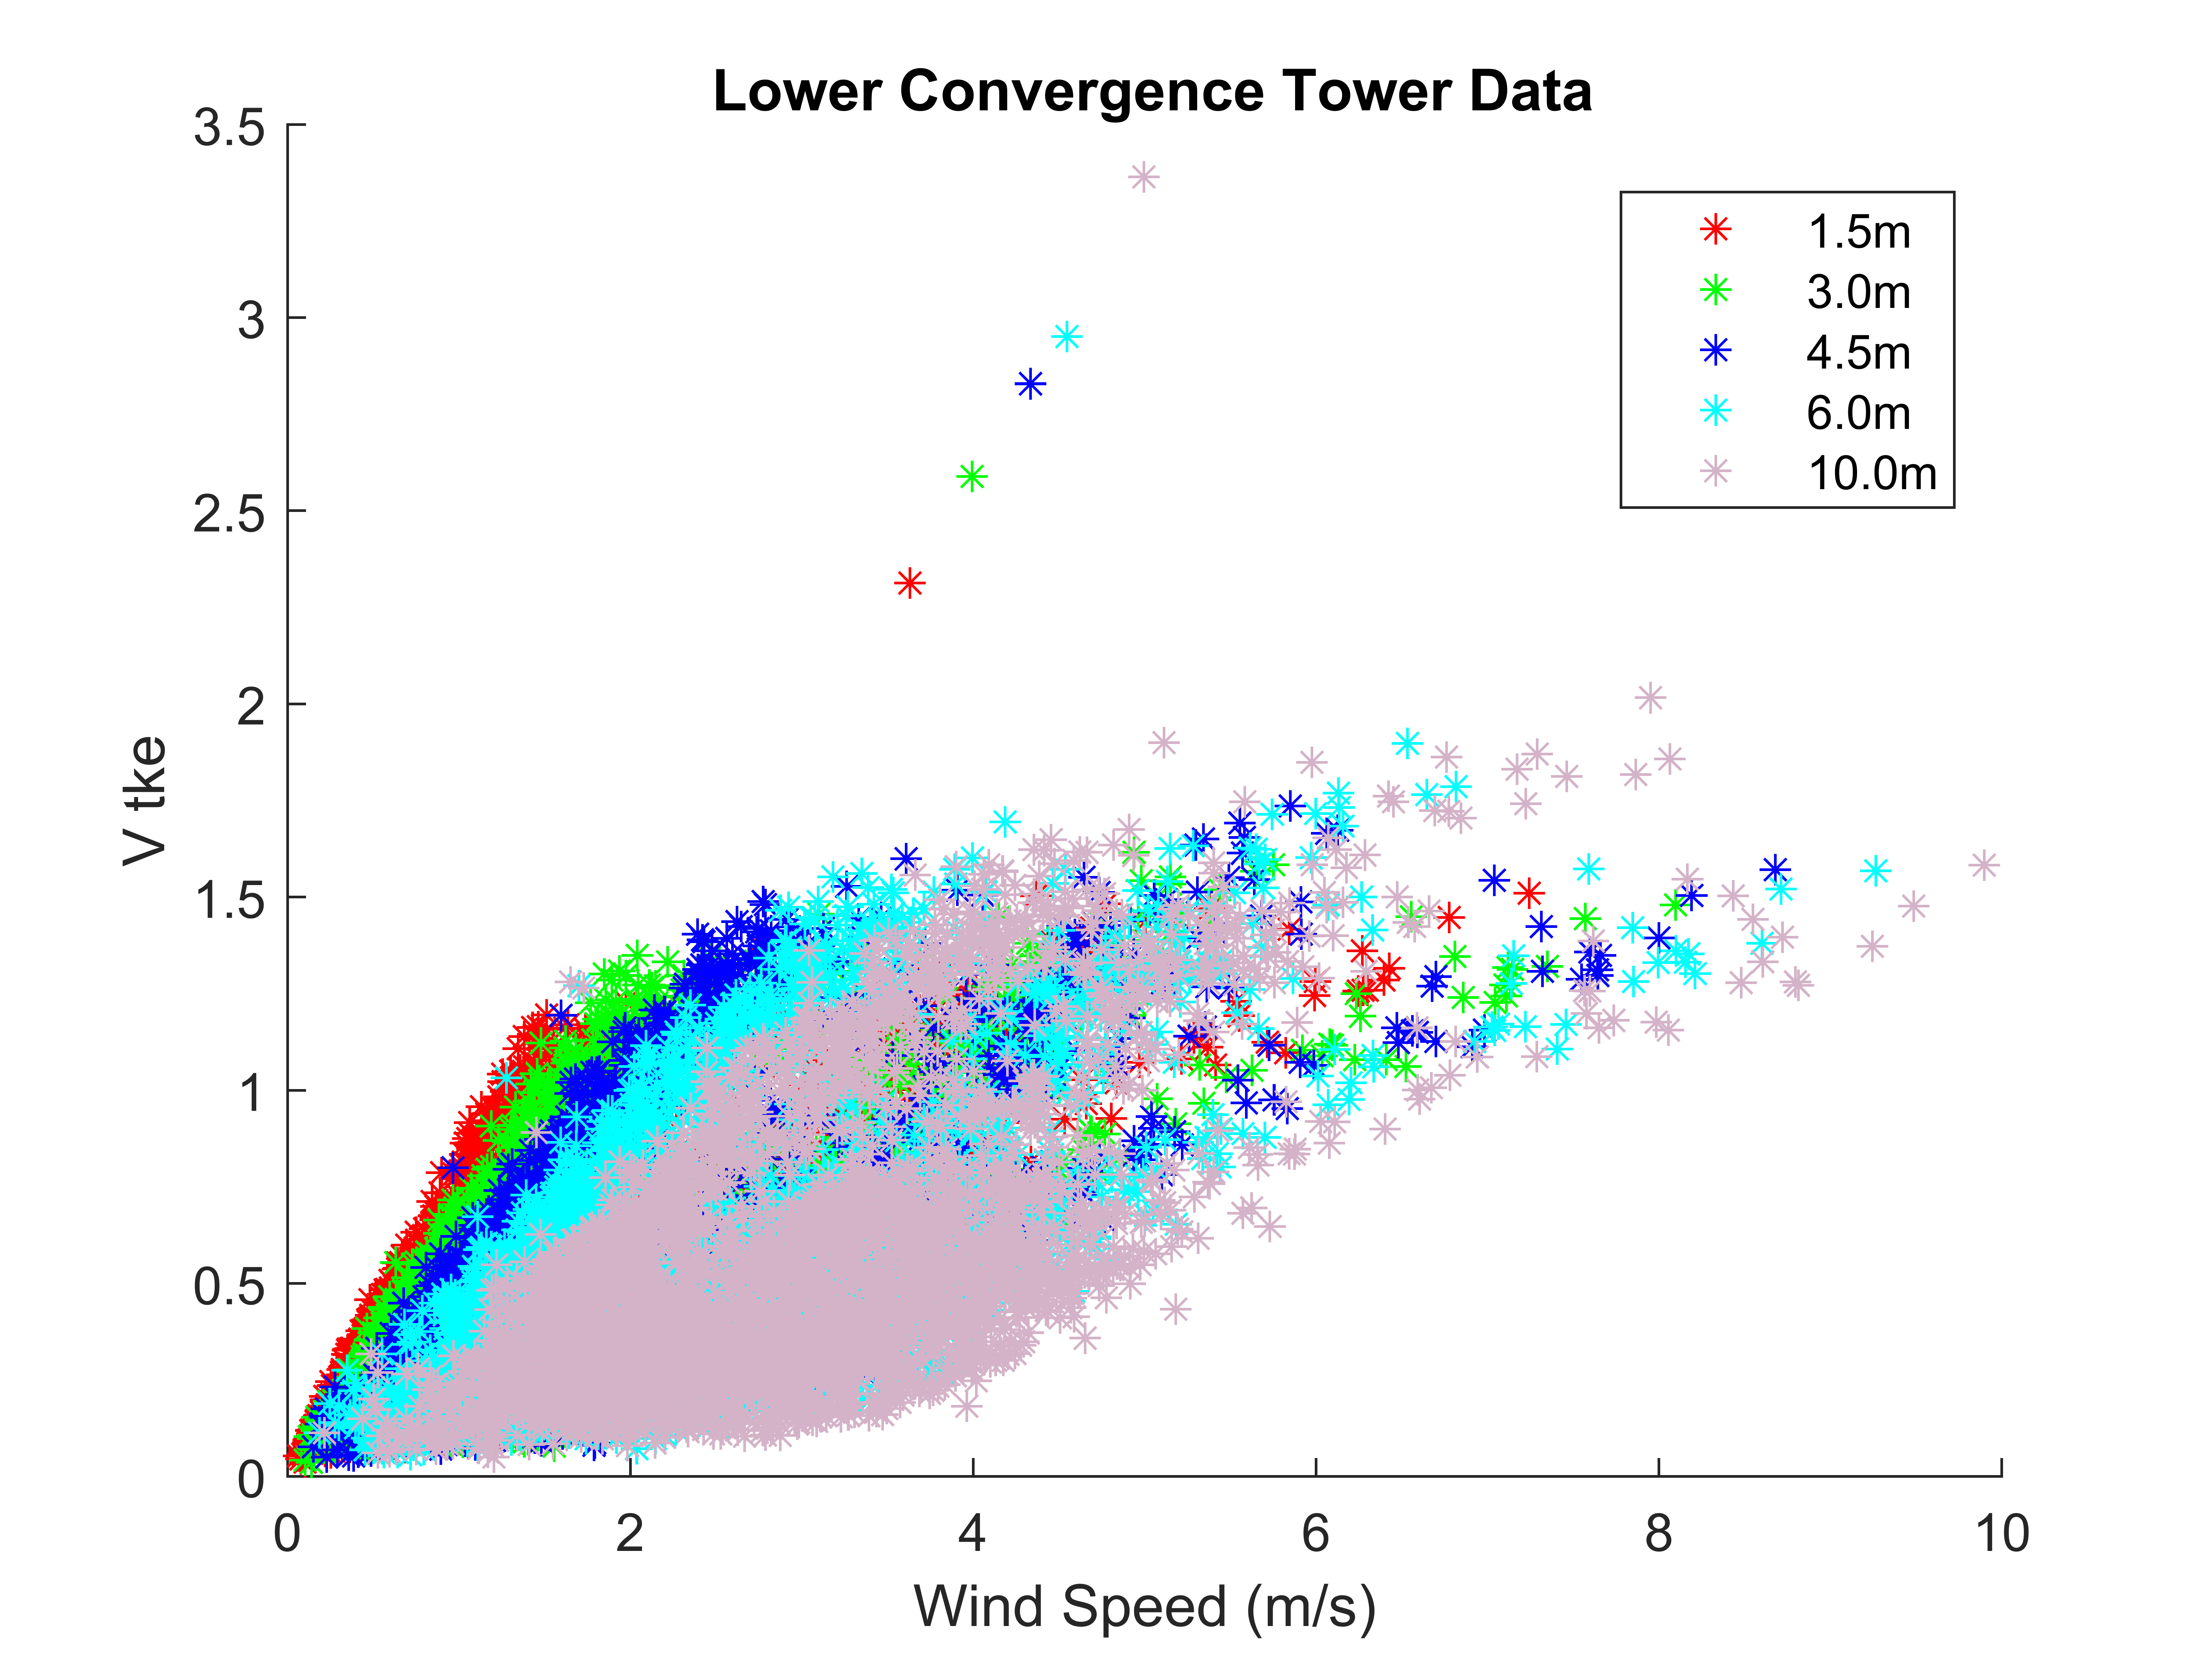 Lower Convergence Tower Data
3.5
3
2.5
2
1.5
1
0.5
0
V tke
1.5m
3.0m
4.5m
6.0m
10.0m
0 2 4 6 8 10
Wind Speed (m/s)